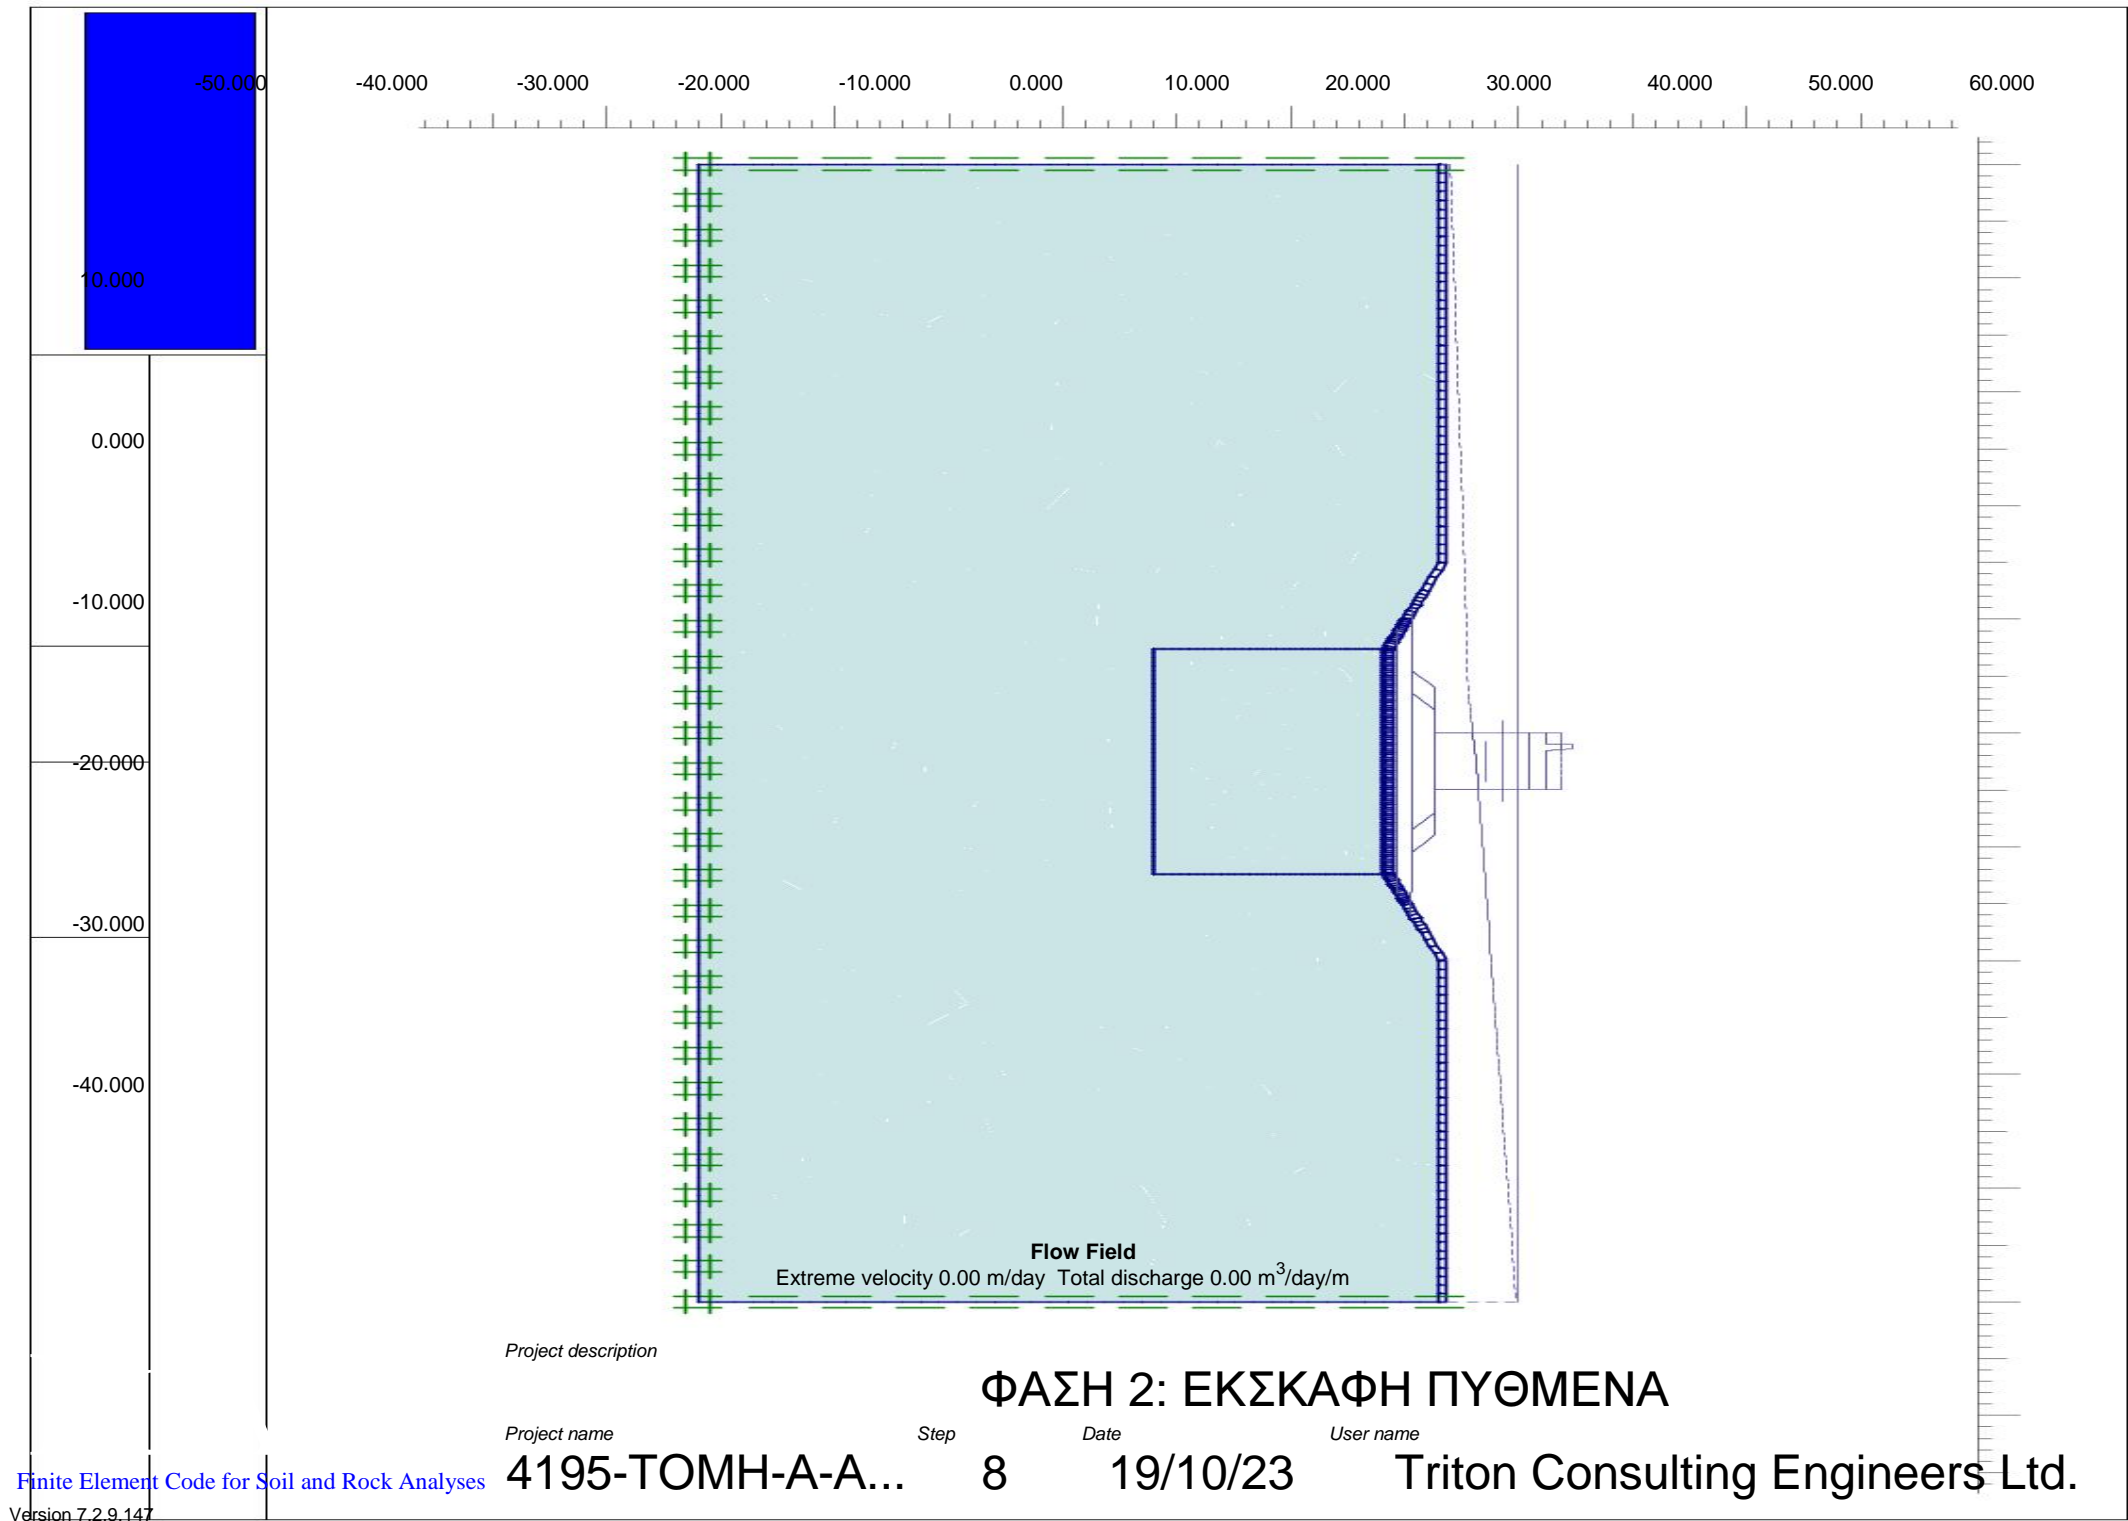 -50.000 -40.000 -30.000 -20.000 -10.000 0.000 10.000 20.000 30.000 40.000 50.000 60.000
10.000
0.000
-10.000
-20.000
-30.000
-40.000
Flow Field
Extreme velocity 0.00 m/day Total discharge 0.00 m³/day/m
Project description
ΦΑΣΗ 2: ΕΚΣΚΑΦΗ ΠΥΘΜΕΝΑ
Project name Step Date User name
Finite Element Code for Soil and Rock Analyses 4195-ΤΟΜΗ-Α-Α... 8 19/10/23 Triton Consulting Engineers Ltd.
Version 7.2.9.147